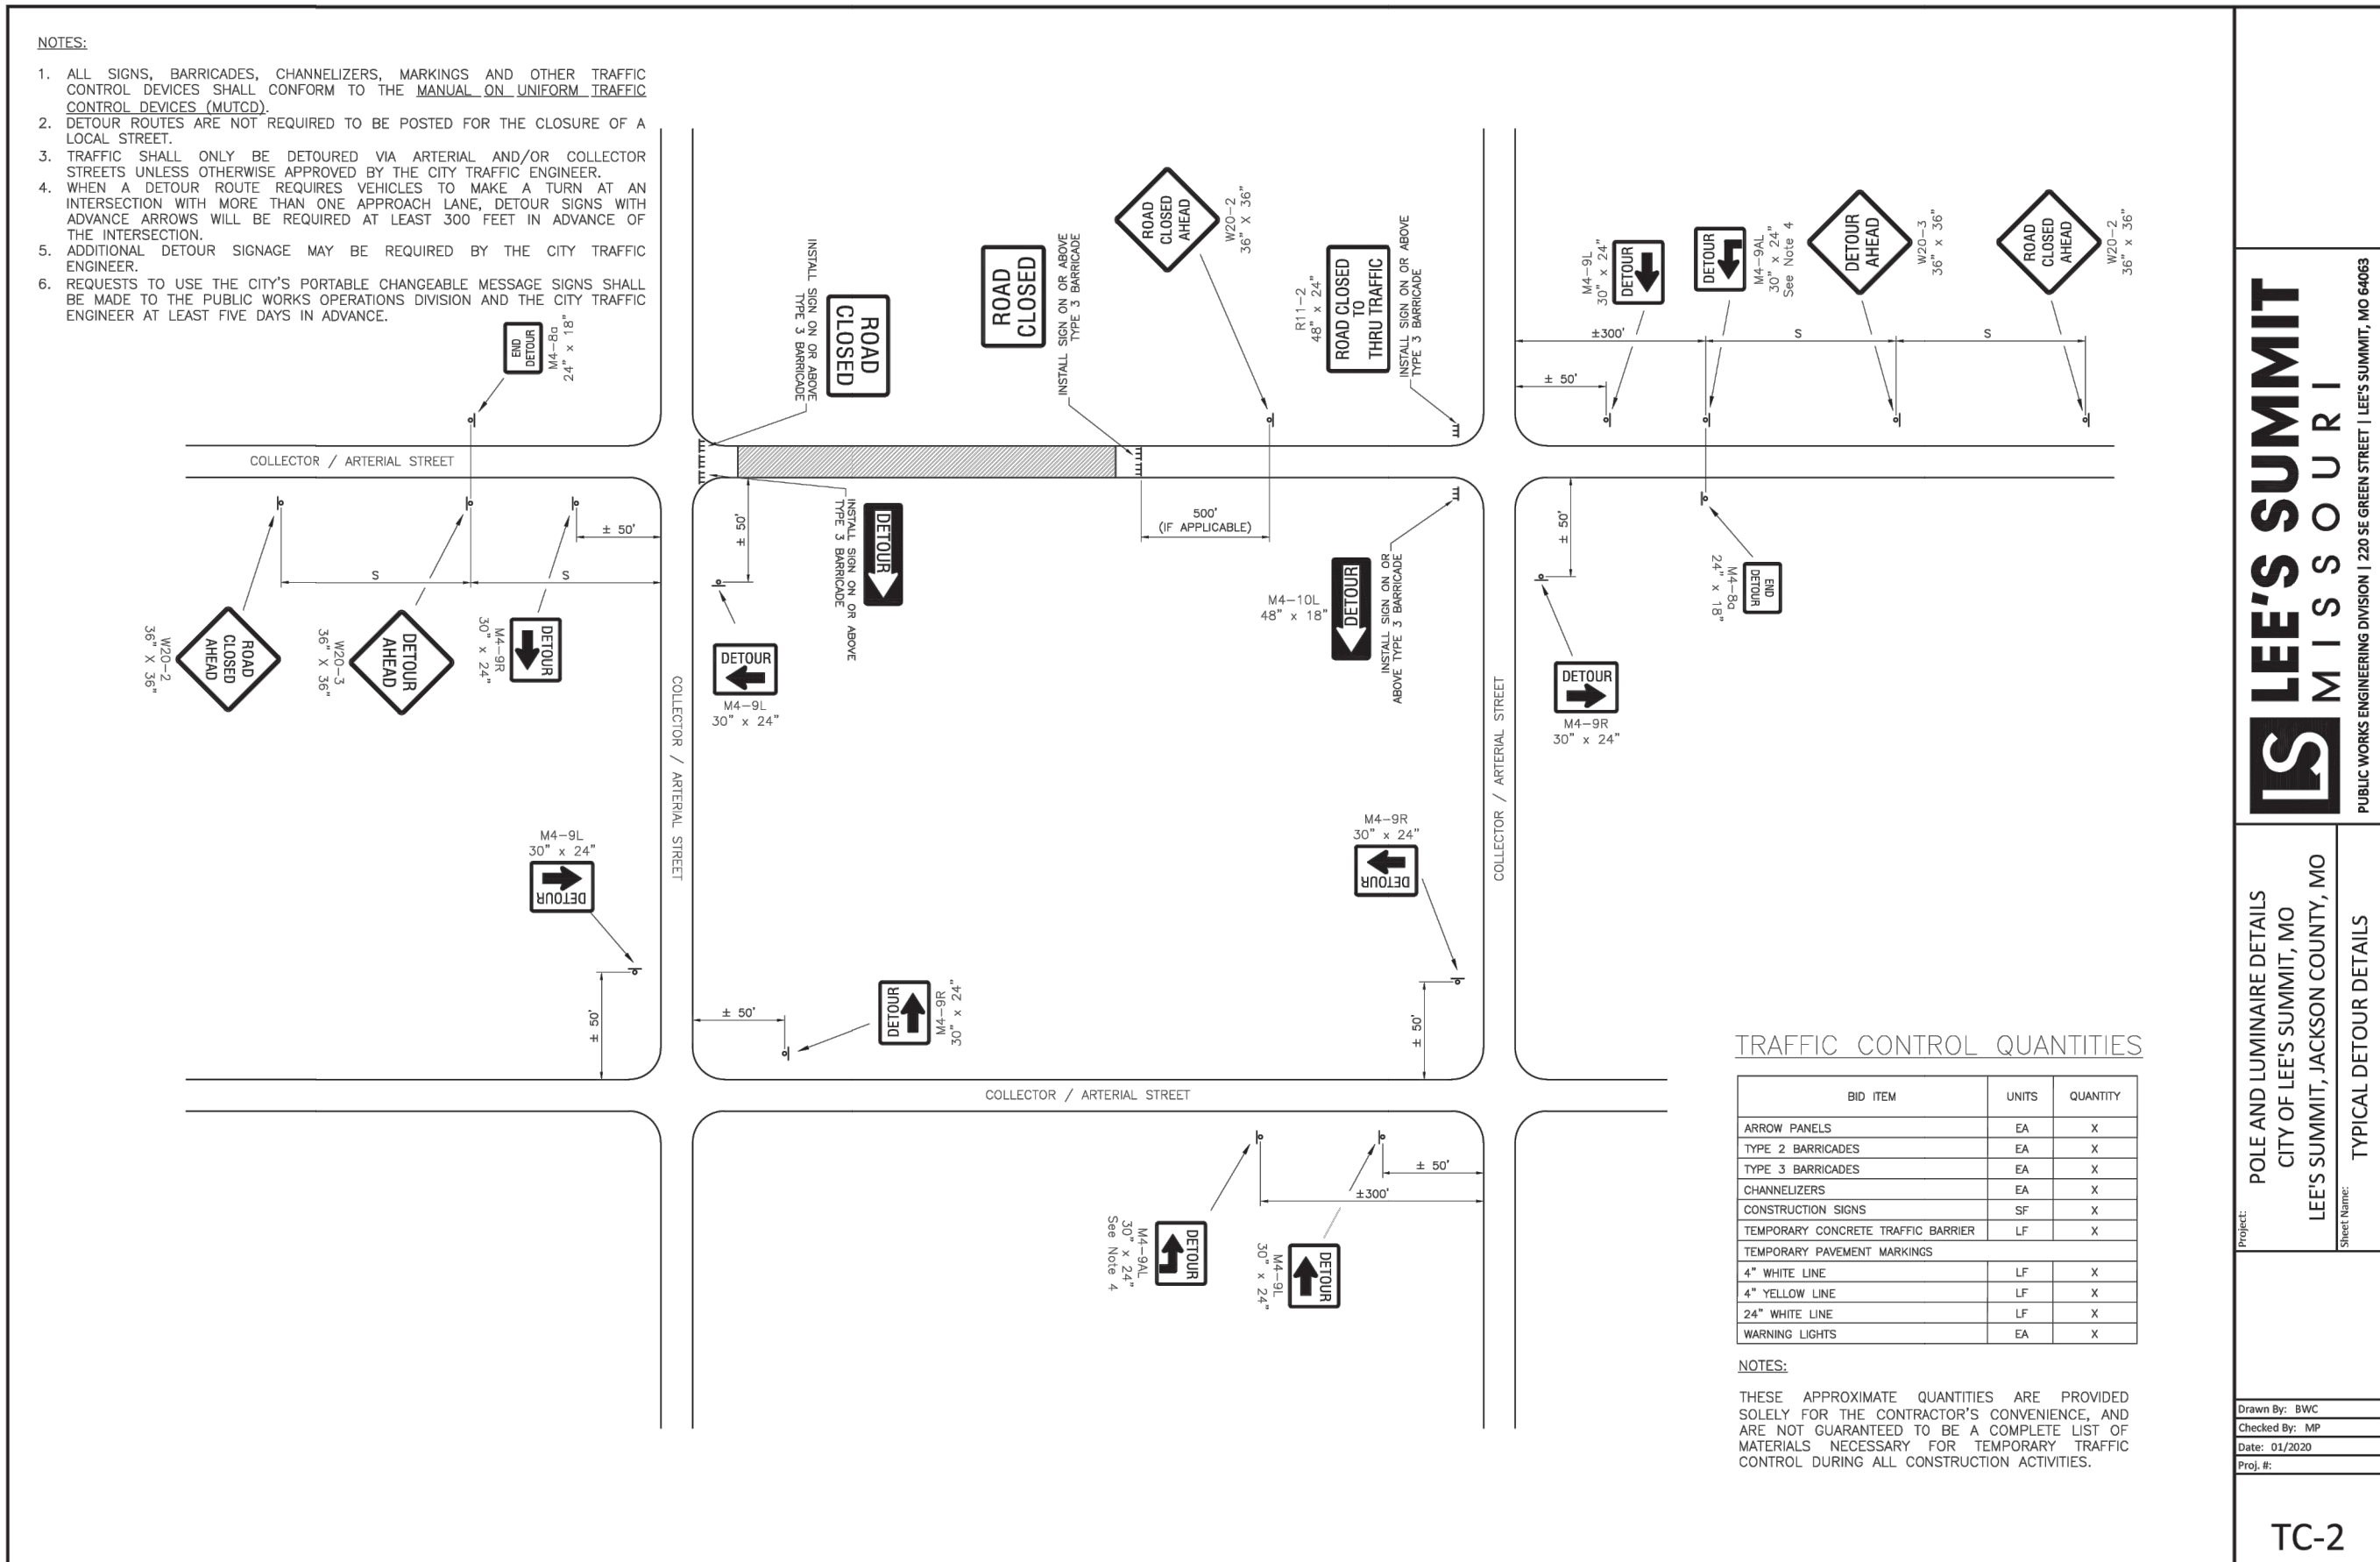 NOTES:
1. ALL SIGNS, BARRICADES, CHANNELIZERS, MARKINGS AND OTHER TRAFFIC
CONTROL DEVICES SHALL CONFORM TO THE MANUAL ON UNIFORM TRAFFIC
CONTROL DEVICES (MUTCD).
2. DETOUR ROUTES ARE NOT REQUIRED TO BE POSTED FOR THE CLOSURE OF A
LOCAL STREET.
3. TRAFFIC SHALL ONLY BE DETOURED VIA ARTERIAL AND/OR COLLECTOR
STREETS UNLESS OTHERWISE APPROVED BY THE CITY TRAFFIC ENGINEER.
4. WHEN A DETOUR ROUTE REQUIRES VEHICLES TO MAKE A TURN AT AN
INTERSECTION WITH MORE THAN ONE APPROACH LANE, DETOUR SIGNS WITH
ADVANCE ARROWS WILL BE REQUIRED AT LEAST 300 FEET IN ADVANCE OF
THE INTERSECTION.
5. ADDITIONAL DETOUR SIGNAGE MAY BE REQUIRED BY THE CITY TRAFFIC
ENGINEER.
6. REQUESTS TO USE THE CITY'S PORTABLE CHANGEABLE MESSAGE SIGNS SHALL
BE MADE TO THE PUBLIC WORKS OPERATIONS DIVISION AND THE CITY TRAFFIC
ENGINEER AT LEAST FIVE DAYS IN ADVANCE.
END
DETOUR
M4-8a
24" x 18"
INSTALL SIGN ON OR ABOVE
TYPE 3 BARRICADE
ROAD
CLOSED
ROAD
CLOSED
INSTALL SIGN ON OR ABOVE
TYPE 3 BARRICADE
ROAD
CLOSED
AHEAD
W20-2
36" X 36"
R11-2
48" x 24"
ROAD CLOSED
TO
THRU TRAFFIC
INSTALL SIGN ON OR ABOVE
TYPE 3 BARRICADE
M4-9L
30" x 24"
DETOUR
DETOUR
M4-9AL
30" x 24"
See Note 4
DETOUR
AHEAD
W20-3
36" x 36"
ROAD
CLOSED
AHEAD
W20-2
36" x 36"
±300'
S
S
± 50'
COLLECTOR / ARTERIAL STREET
± 50'
S
S
± 50'
INSTALL SIGN ON OR ABOVE
TYPE 3 BARRICADE
DETOUR
500'
(IF APPLICABLE)
M4-10L
48" x 18"
DETOUR
INSTALL SIGN ON OR
ABOVE TYPE 3 BARRICADE
± 50'
M4-8a
24" x 18"
END
DETOUR
W20-2
36" X 36"
ROAD
CLOSED
AHEAD
W20-3
36" X 36"
DETOUR
AHEAD
M4-9R
30" x 24"
DETOUR
COLLECTOR / ARTERIAL STREET
DETOUR
M4-9L
30" x 24"
COLLECTOR / ARTERIAL STREET
DETOUR
M4-9R
30" x 24"
M4-9L
30" x 24"
DETOUR
± 50'
M4-9R
30" x 24"
DETOUR
± 50'
± 50'
DETOUR
M4-9R
30" x 24"
COLLECTOR / ARTERIAL STREET
± 50'
±300'
M4-9AL
30" x 24"
See Note 4
DETOUR
M4-9L
30" x 24"
DETOUR
TRAFFIC CONTROL QUANTITIES
BID ITEM UNITS QUANTITY
ARROW PANELS EA X
TYPE 2 BARRICADES EA X
TYPE 3 BARRICADES EA X
CHANNELIZERS EA X
CONSTRUCTION SIGNS SF X
TEMPORARY CONCRETE TRAFFIC BARRIER LF X
TEMPORARY PAVEMENT MARKINGS
4" WHITE LINE LF X
4" YELLOW LINE LF X
24" WHITE LINE LF X
WARNING LIGHTS EA X
NOTES:
THESE APPROXIMATE QUANTITIES ARE PROVIDED
SOLELY FOR THE CONTRACTOR'S CONVENIENCE, AND
ARE NOT GUARANTEED TO BE A COMPLETE LIST OF
MATERIALS NECESSARY FOR TEMPORARY TRAFFIC
CONTROL DURING ALL CONSTRUCTION ACTIVITIES.
LS
LEE'S SUMMIT
MISSOURI
PUBLIC WORKS ENGINEERING DIVISION | 220 SE GREEN STREET | LEE'S SUMMIT, MO 64063
Project:
POLE AND LUMINAIRE DETAILS
CITY OF LEE'S SUMMIT, MO
LEE'S SUMMIT, JACKSON COUNTY, MO
Sheet Name:
TYPICAL DETOUR DETAILS
Drawn By: BWC
Checked By: MP
Date: 01/2020
Proj. #:
TC-2